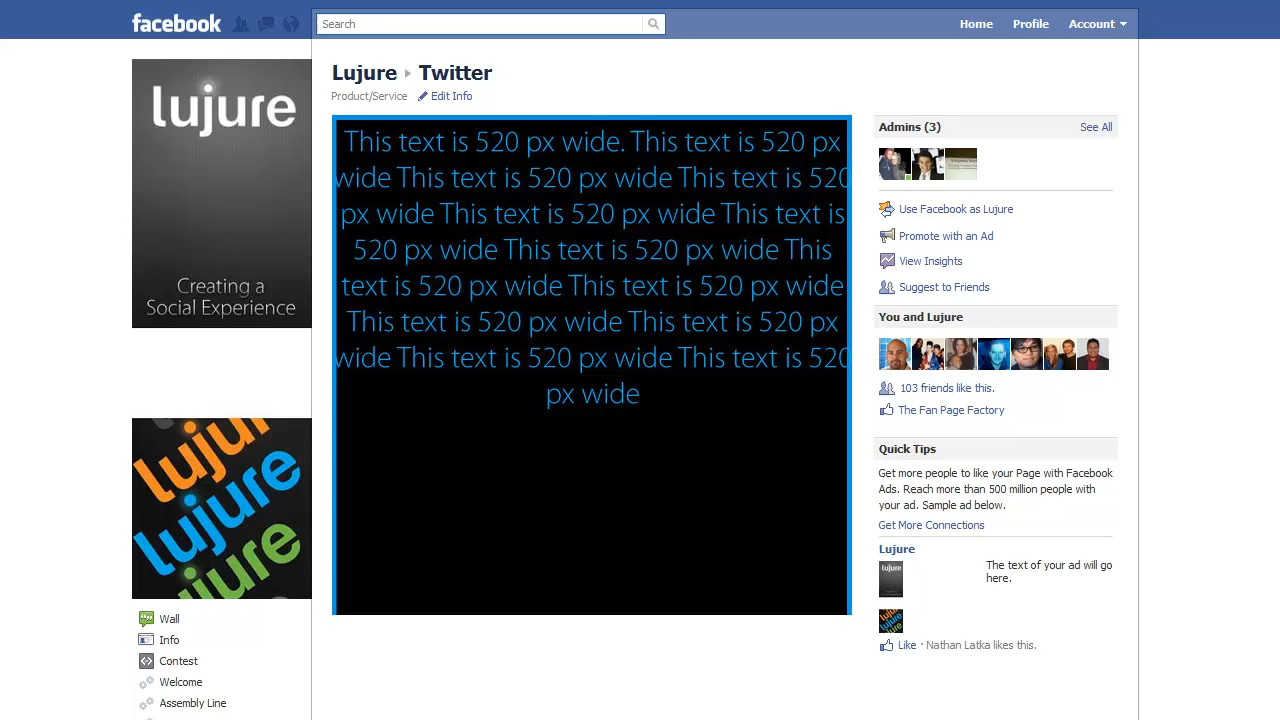 facebook
Search
Home Profile Account
lujure
Creating a
Social Experience
Lujure Twitter
Product/Service Edit Info
This text is 520 px wide. This text is 520 px
wide This text is 520 px wide This text is 520
px wide This text is 520 px wide This text is
520 px wide This text is 520 px wide This
text is 520 px wide This text is 520 px wide
This text is 520 px wide This text is 520 px
wide This text is 520 px wide This text is 520
px wide
Admins (3) See All
Use Facebook as Lujure
Promote with an Ad
View Insights
Suggest to Friends
You and Lujure
103 friends like this.
The Fan Page Factory
Quick Tips
Get more people to like your Page with Facebook
Ads. Reach more than 500 million people with
your ad. Sample ad below.
Get More Connections
Lujure
lujure
The text of your ad will go
here.
Like · Nathan Latka likes this.
lujure
lujure
lujure
Wall
Info
Contest
Welcome
Assembly Line